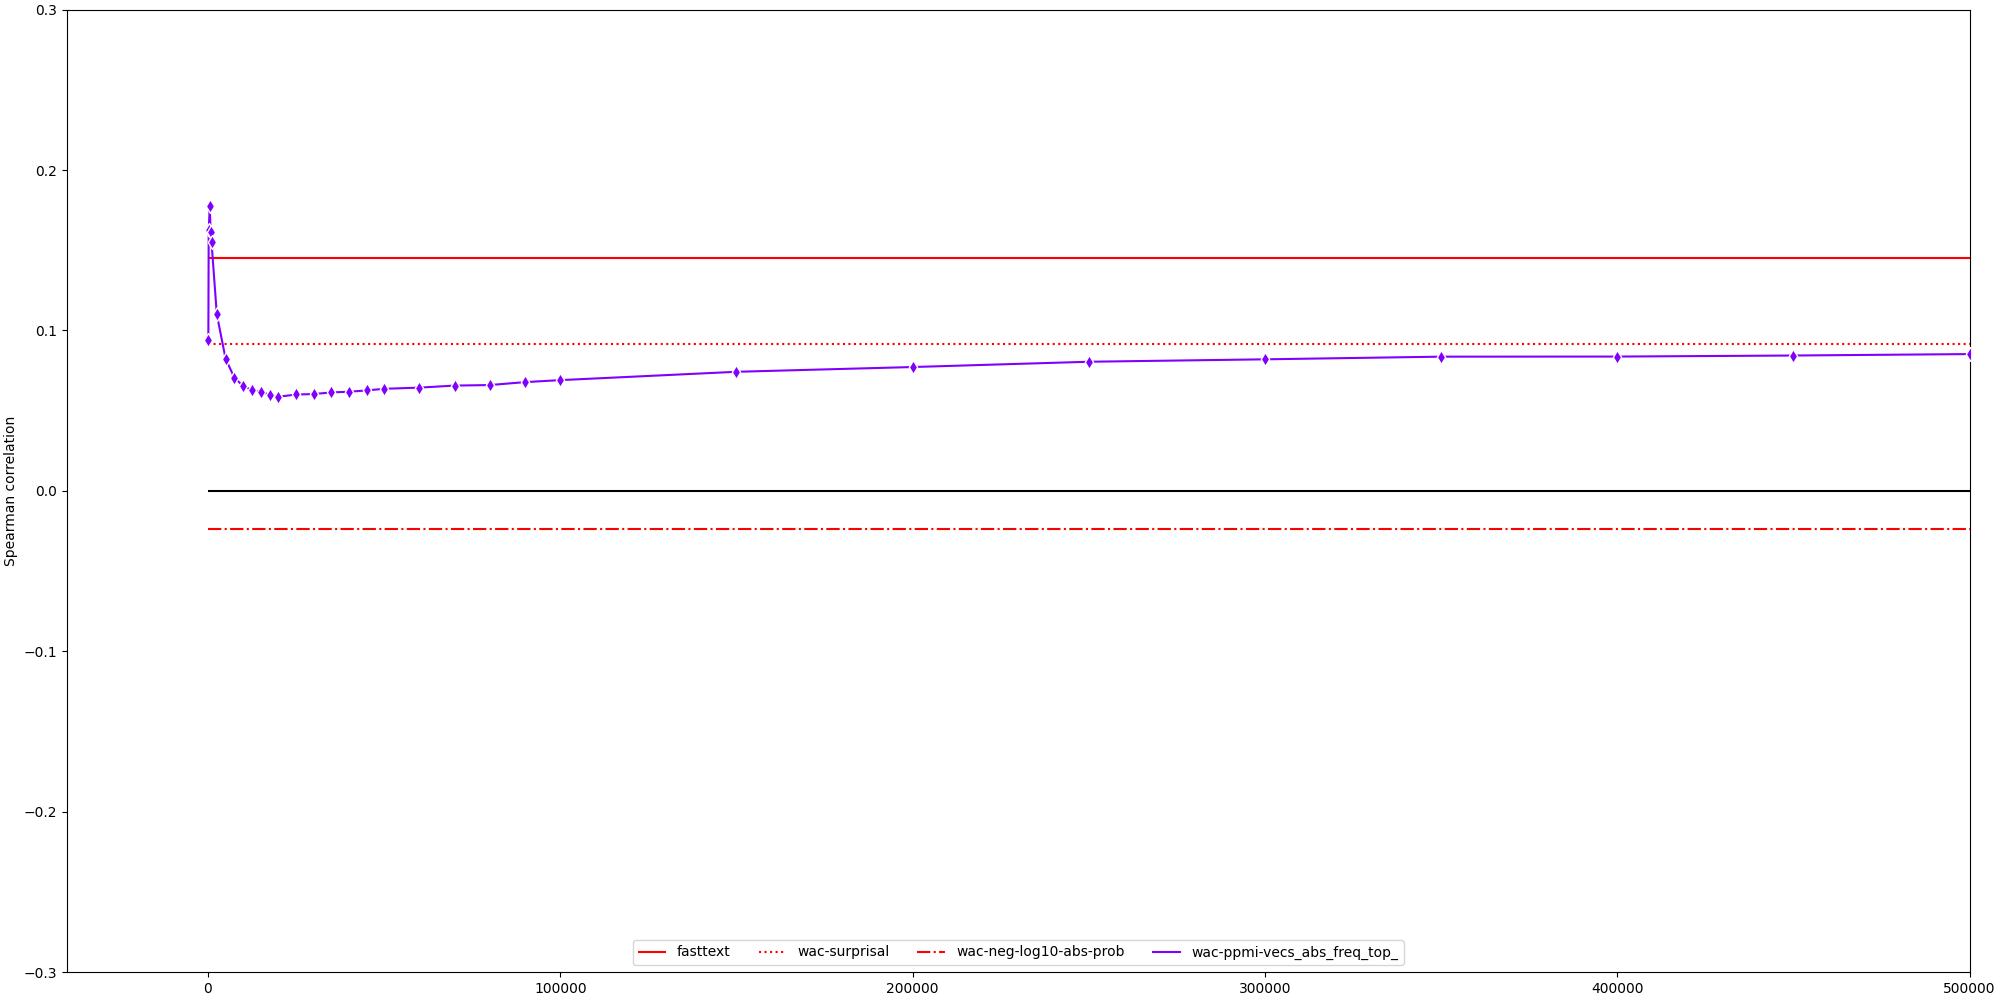 0.3
0.2
0.1
0.0
−0.1
−0.2
−0.3
Spearman correlation
fasttext wac-surprisal wac-neg-log10-abs-prob wac-ppmi-vecs_abs_freq_top_
0 100000 200000 300000 400000 500000